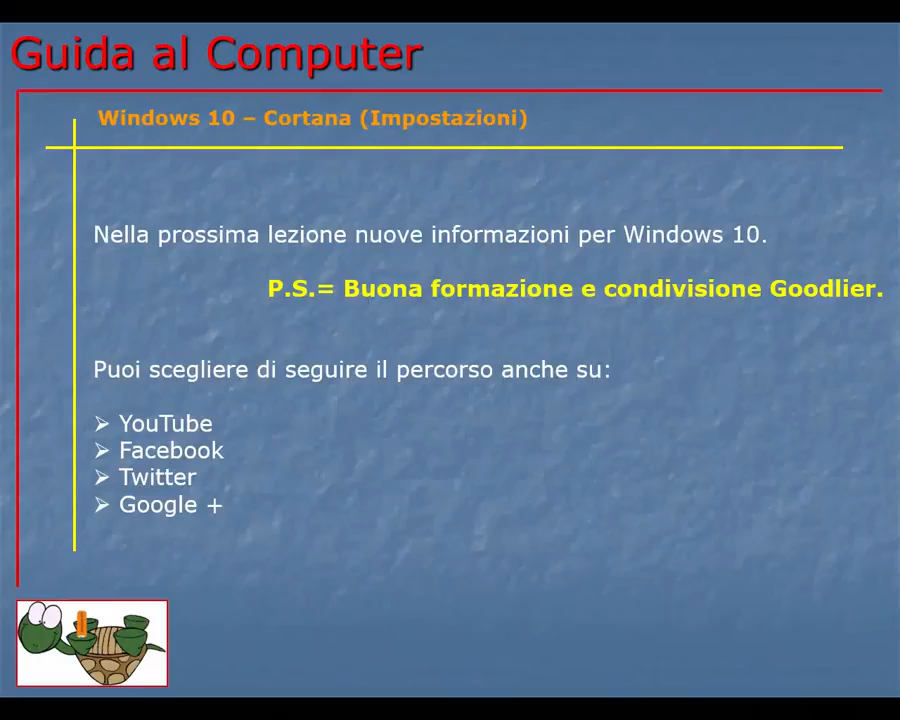 Guida al Computer
Windows 10 – Cortana (Impostazioni)
Nella prossima lezione nuove informazioni per Windows 10.
P.S.= Buona formazione e condivisione Goodlier.
Puoi scegliere di seguire il percorso anche su:
➢ YouTube
➢ Facebook
➢ Twitter
➢ Google +